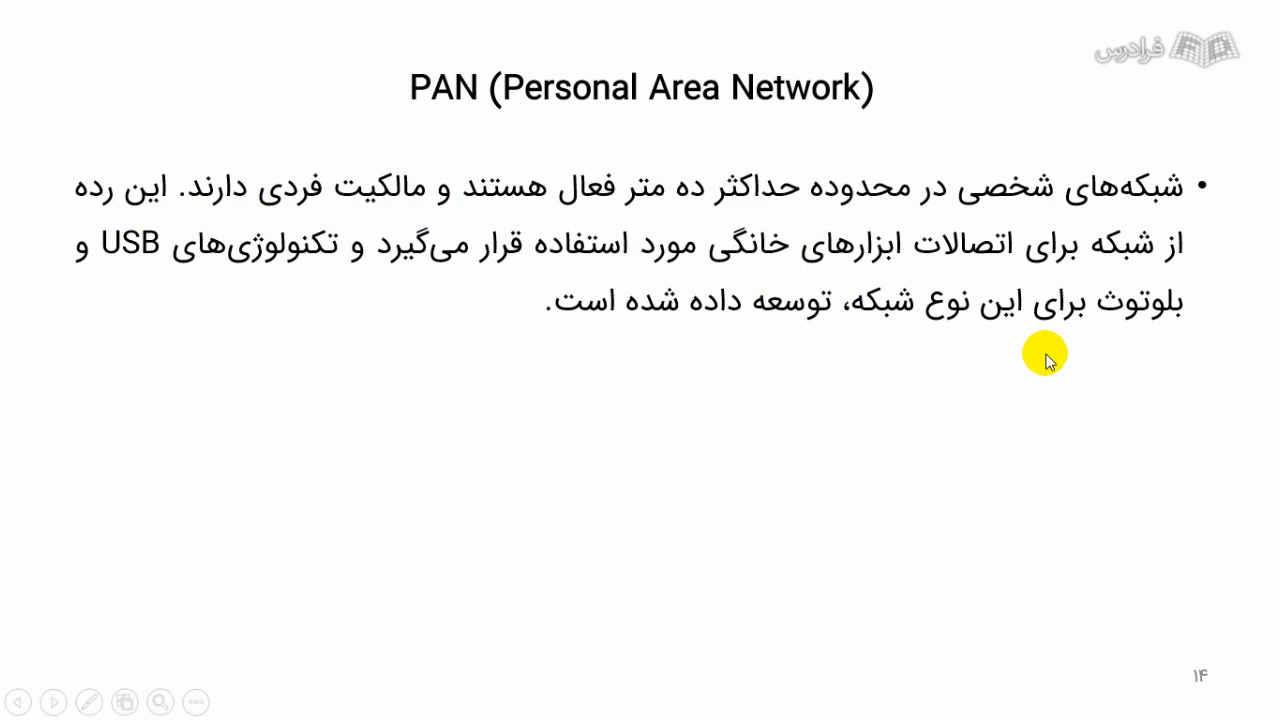 فرادرس
PAN (Personal Area Network)
• شبکه‌های شخصی در محدوده حداکثر ده متر فعال هستند و مالکیت فردی دارند. این رده
از شبکه برای اتصالات ابزارهای خانگی مورد استفاده قرار می‌گیرد و تکنولوژی‌های USB و
بلوتوث برای این نوع شبکه، توسعه داده شده است.
۱۴